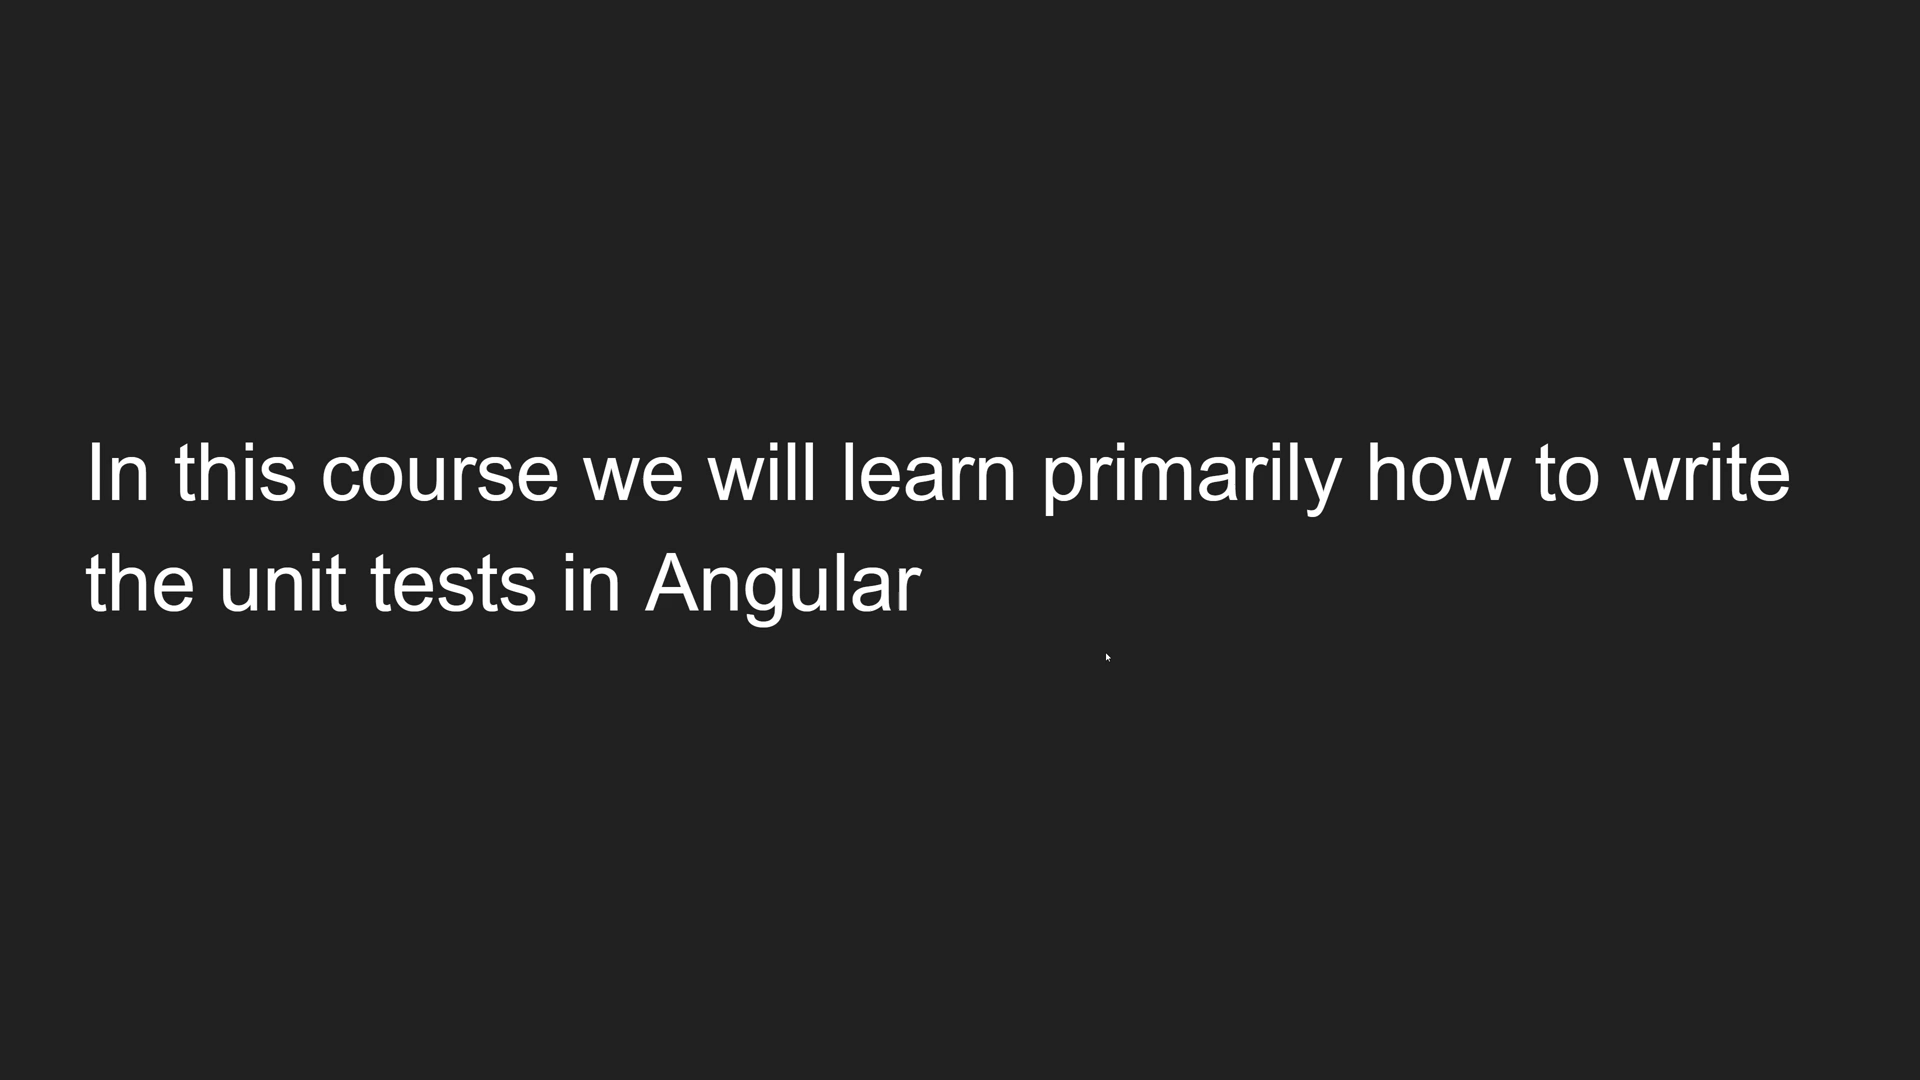 In this course we will learn primarily how to write
the unit tests in Angular